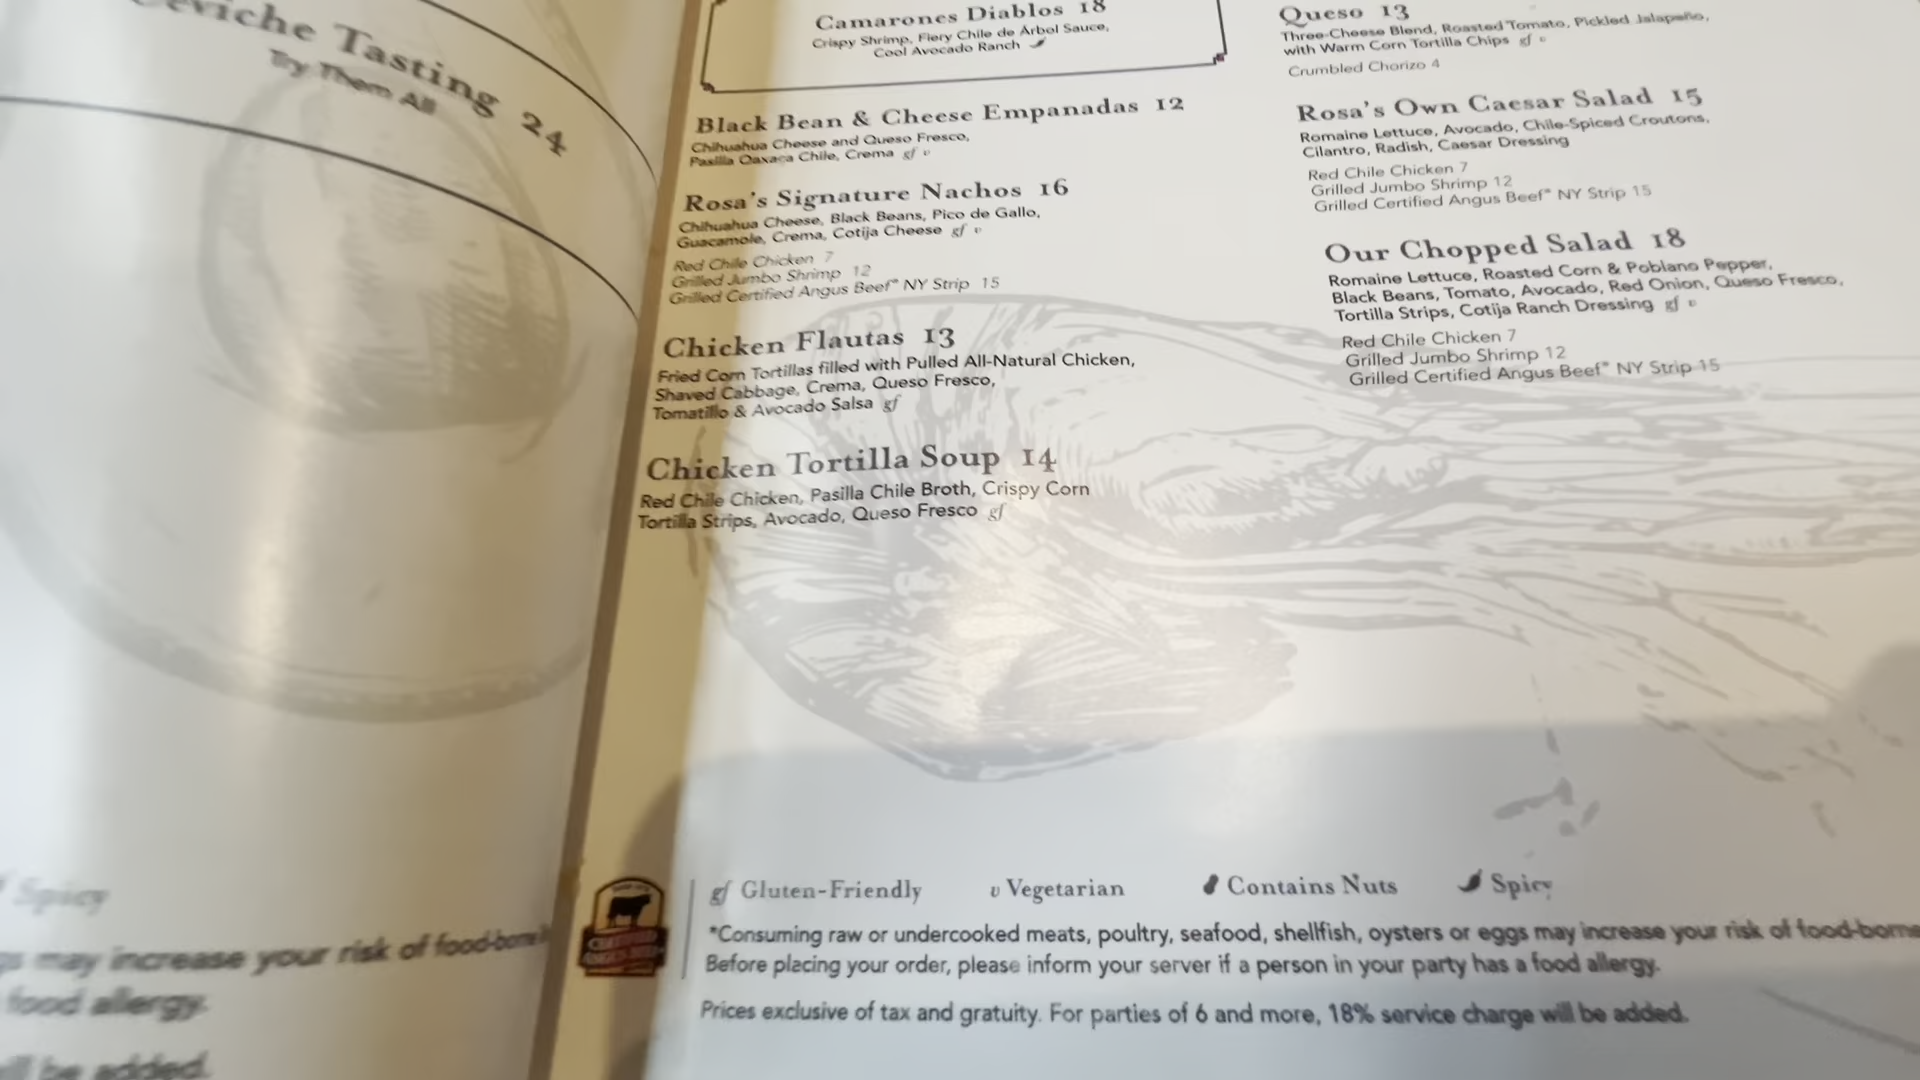 Ceviche Tasting 24
Try Them All
Spicy
may increase your risk of food-borne
food allergy.
be added.
Camarones Diablos 18
Crispy Shrimp, Fiery Chile de Árbol Sauce,
Cool Avocado Ranch
Black Bean & Cheese Empanadas 12
Chihuahua Cheese and Queso Fresco,
Pasilla Oaxaca Chile, Crema gf v
Rosa's Signature Nachos 16
Chihuahua Cheese, Black Beans, Pico de Gallo,
Guacamole, Crema, Cotija Cheese gf v
Red Chile Chicken 7
Grilled Jumbo Shrimp 12
Grilled Certified Angus Beef® NY Strip 15
Chicken Flautas 13
Fried Corn Tortillas filled with Pulled All-Natural Chicken,
Shaved Cabbage, Crema, Queso Fresco,
Tomatillo & Avocado Salsa gf
Chicken Tortilla Soup 14
Red Chile Chicken, Pasilla Chile Broth, Crispy Corn
Tortilla Strips, Avocado, Queso Fresco gf
Queso 13
Three-Cheese Blend, Roasted Tomato, Pickled Jalapeño,
with Warm Corn Tortilla Chips gf v
Crumbled Chorizo 4
Rosa's Own Caesar Salad 15
Romaine Lettuce, Avocado, Chile-Spiced Croutons,
Cilantro, Radish, Caesar Dressing
Red Chile Chicken 7
Grilled Jumbo Shrimp 12
Grilled Certified Angus Beef® NY Strip 15
Our Chopped Salad 18
Romaine Lettuce, Roasted Corn & Poblano Pepper,
Black Beans, Tomato, Avocado, Red Onion, Queso Fresco,
Tortilla Strips, Cotija Ranch Dressing gf v
Red Chile Chicken 7
Grilled Jumbo Shrimp 12
Grilled Certified Angus Beef® NY Strip 15
gf Gluten-Friendly v Vegetarian Contains Nuts Spicy
*Consuming raw or undercooked meats, poultry, seafood, shellfish, oysters or eggs may increase your risk of food-borne
Before placing your order, please inform your server if a person in your party has a food allergy.
Prices exclusive of tax and gratuity. For parties of 6 and more, 18% service charge will be added.